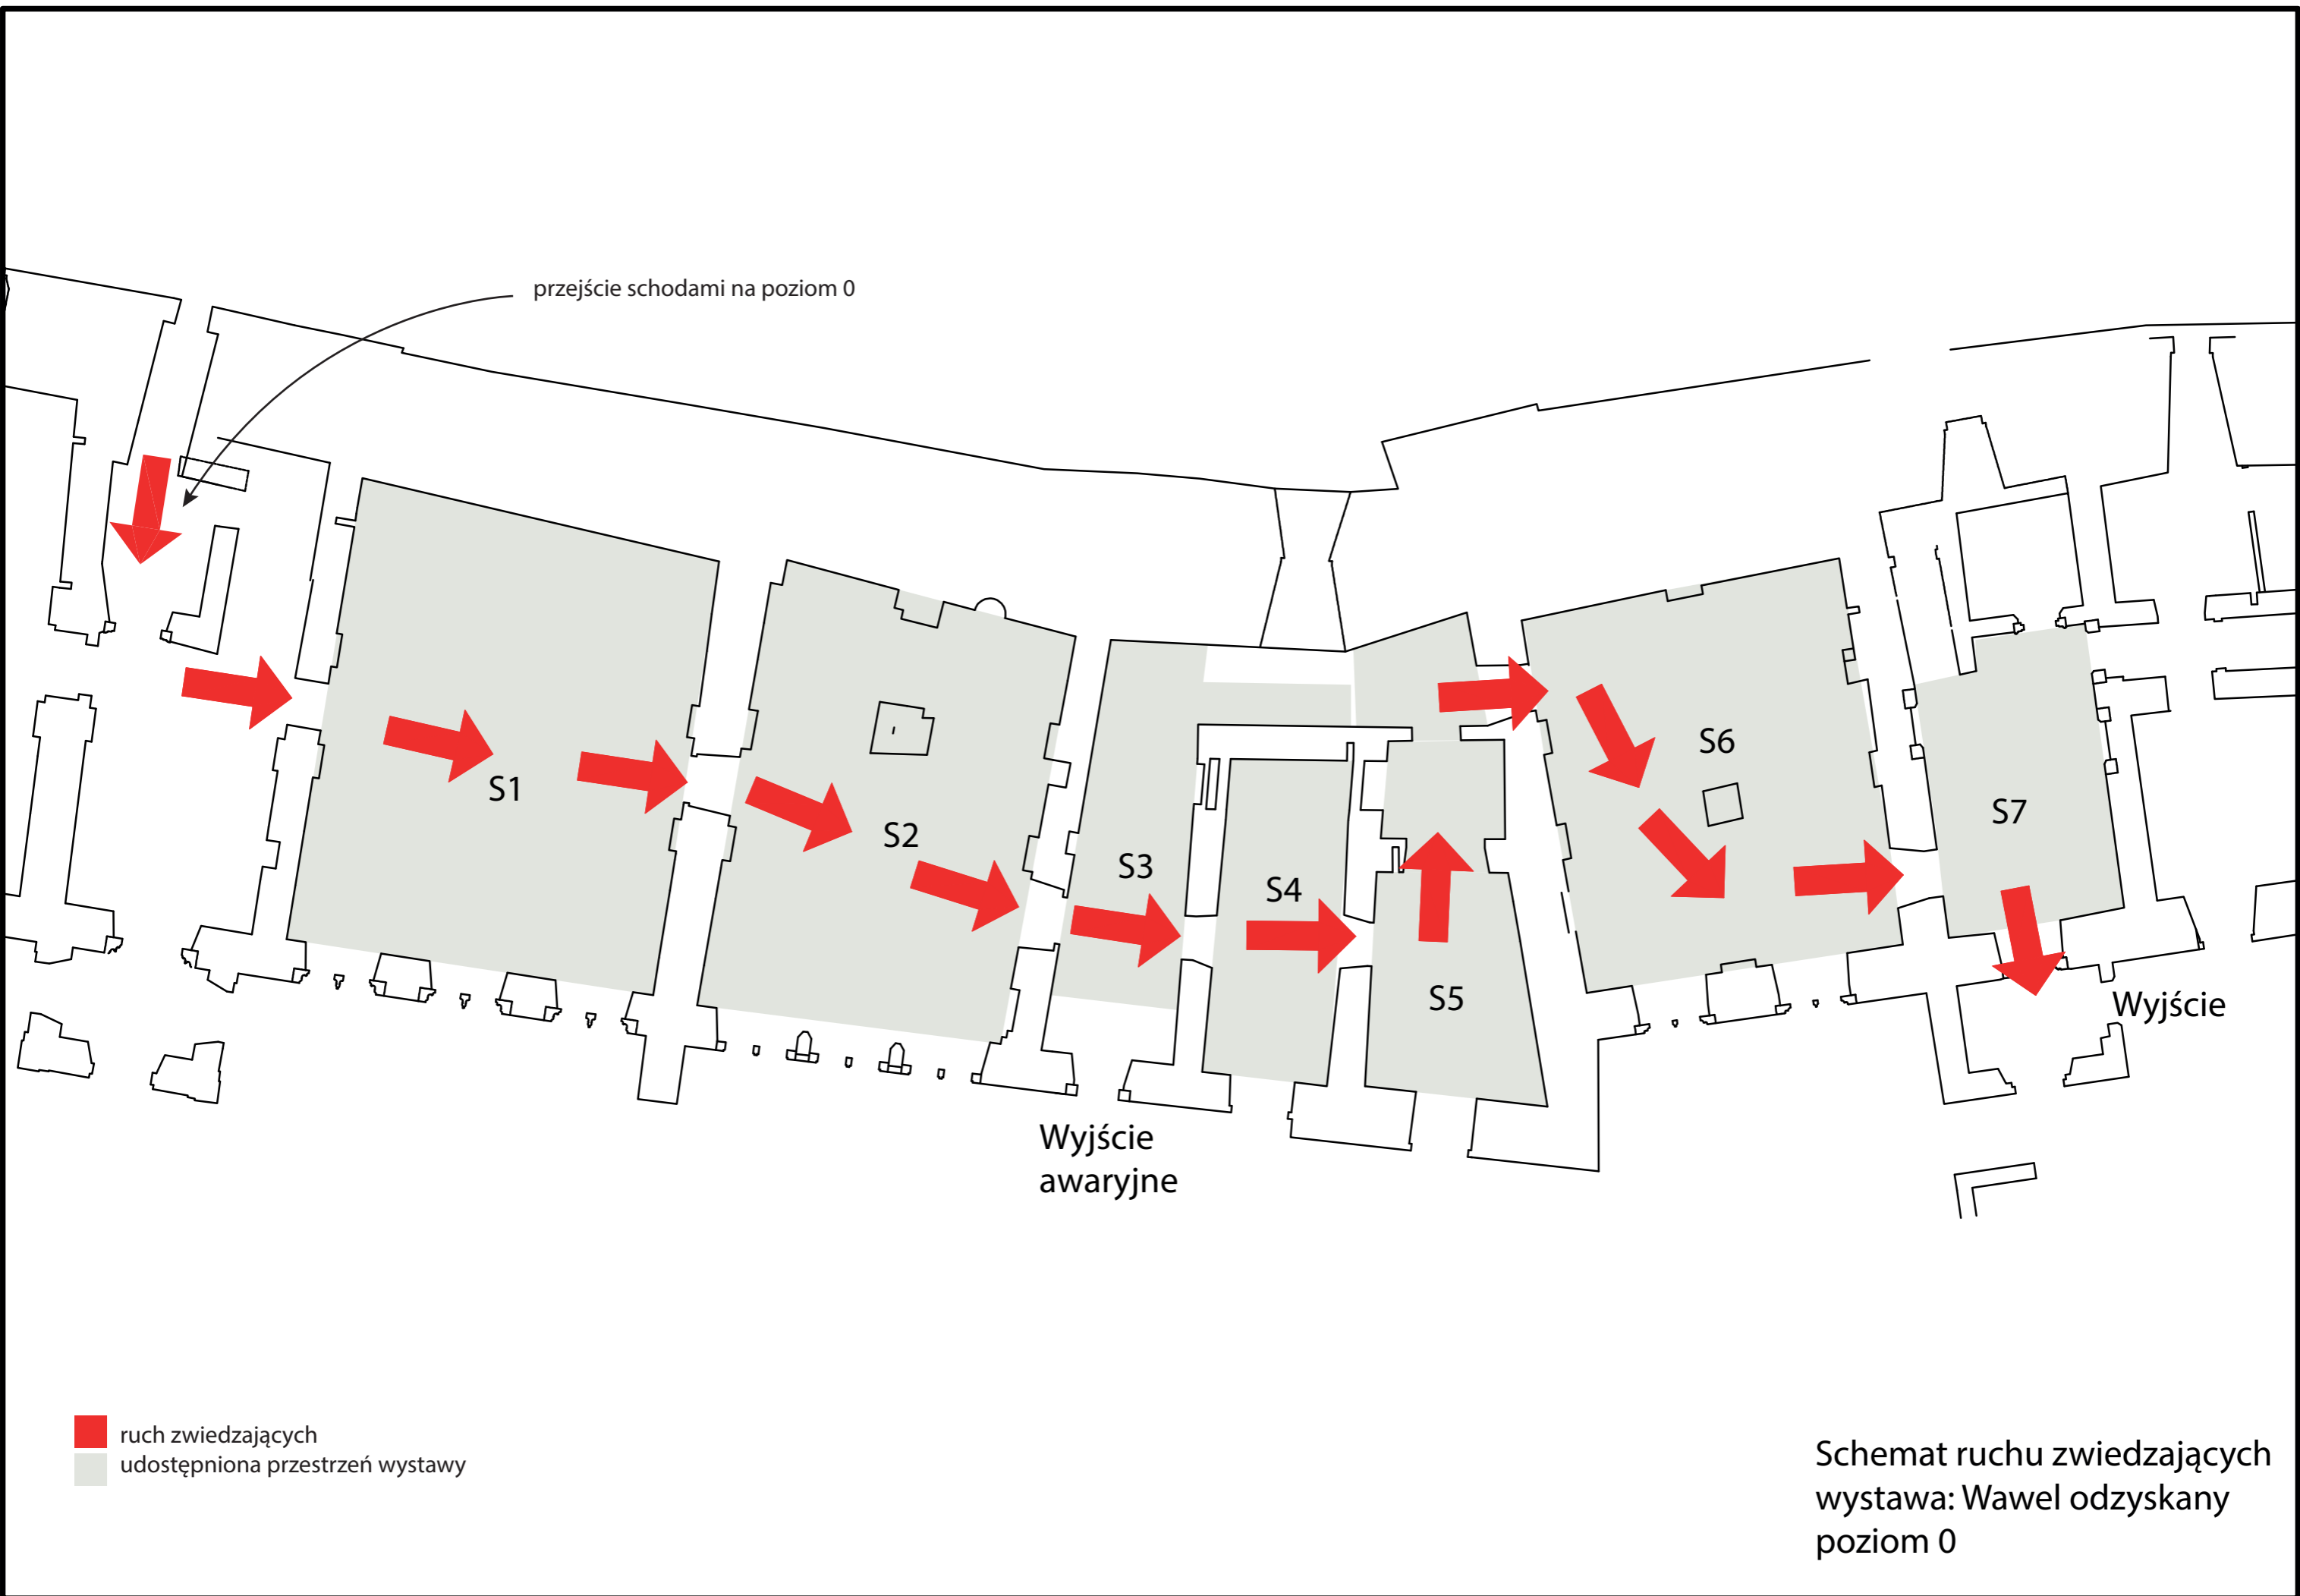 przejście schodami na poziom 0
S1
S2
S3
S4
S5
S6
S7
Wyjście
Wyjście
awaryjne
ruch zwiedzających
udostępniona przestrzeń wystawy
Schemat ruchu zwiedzających
wystawa: Wawel odzyskany
poziom 0